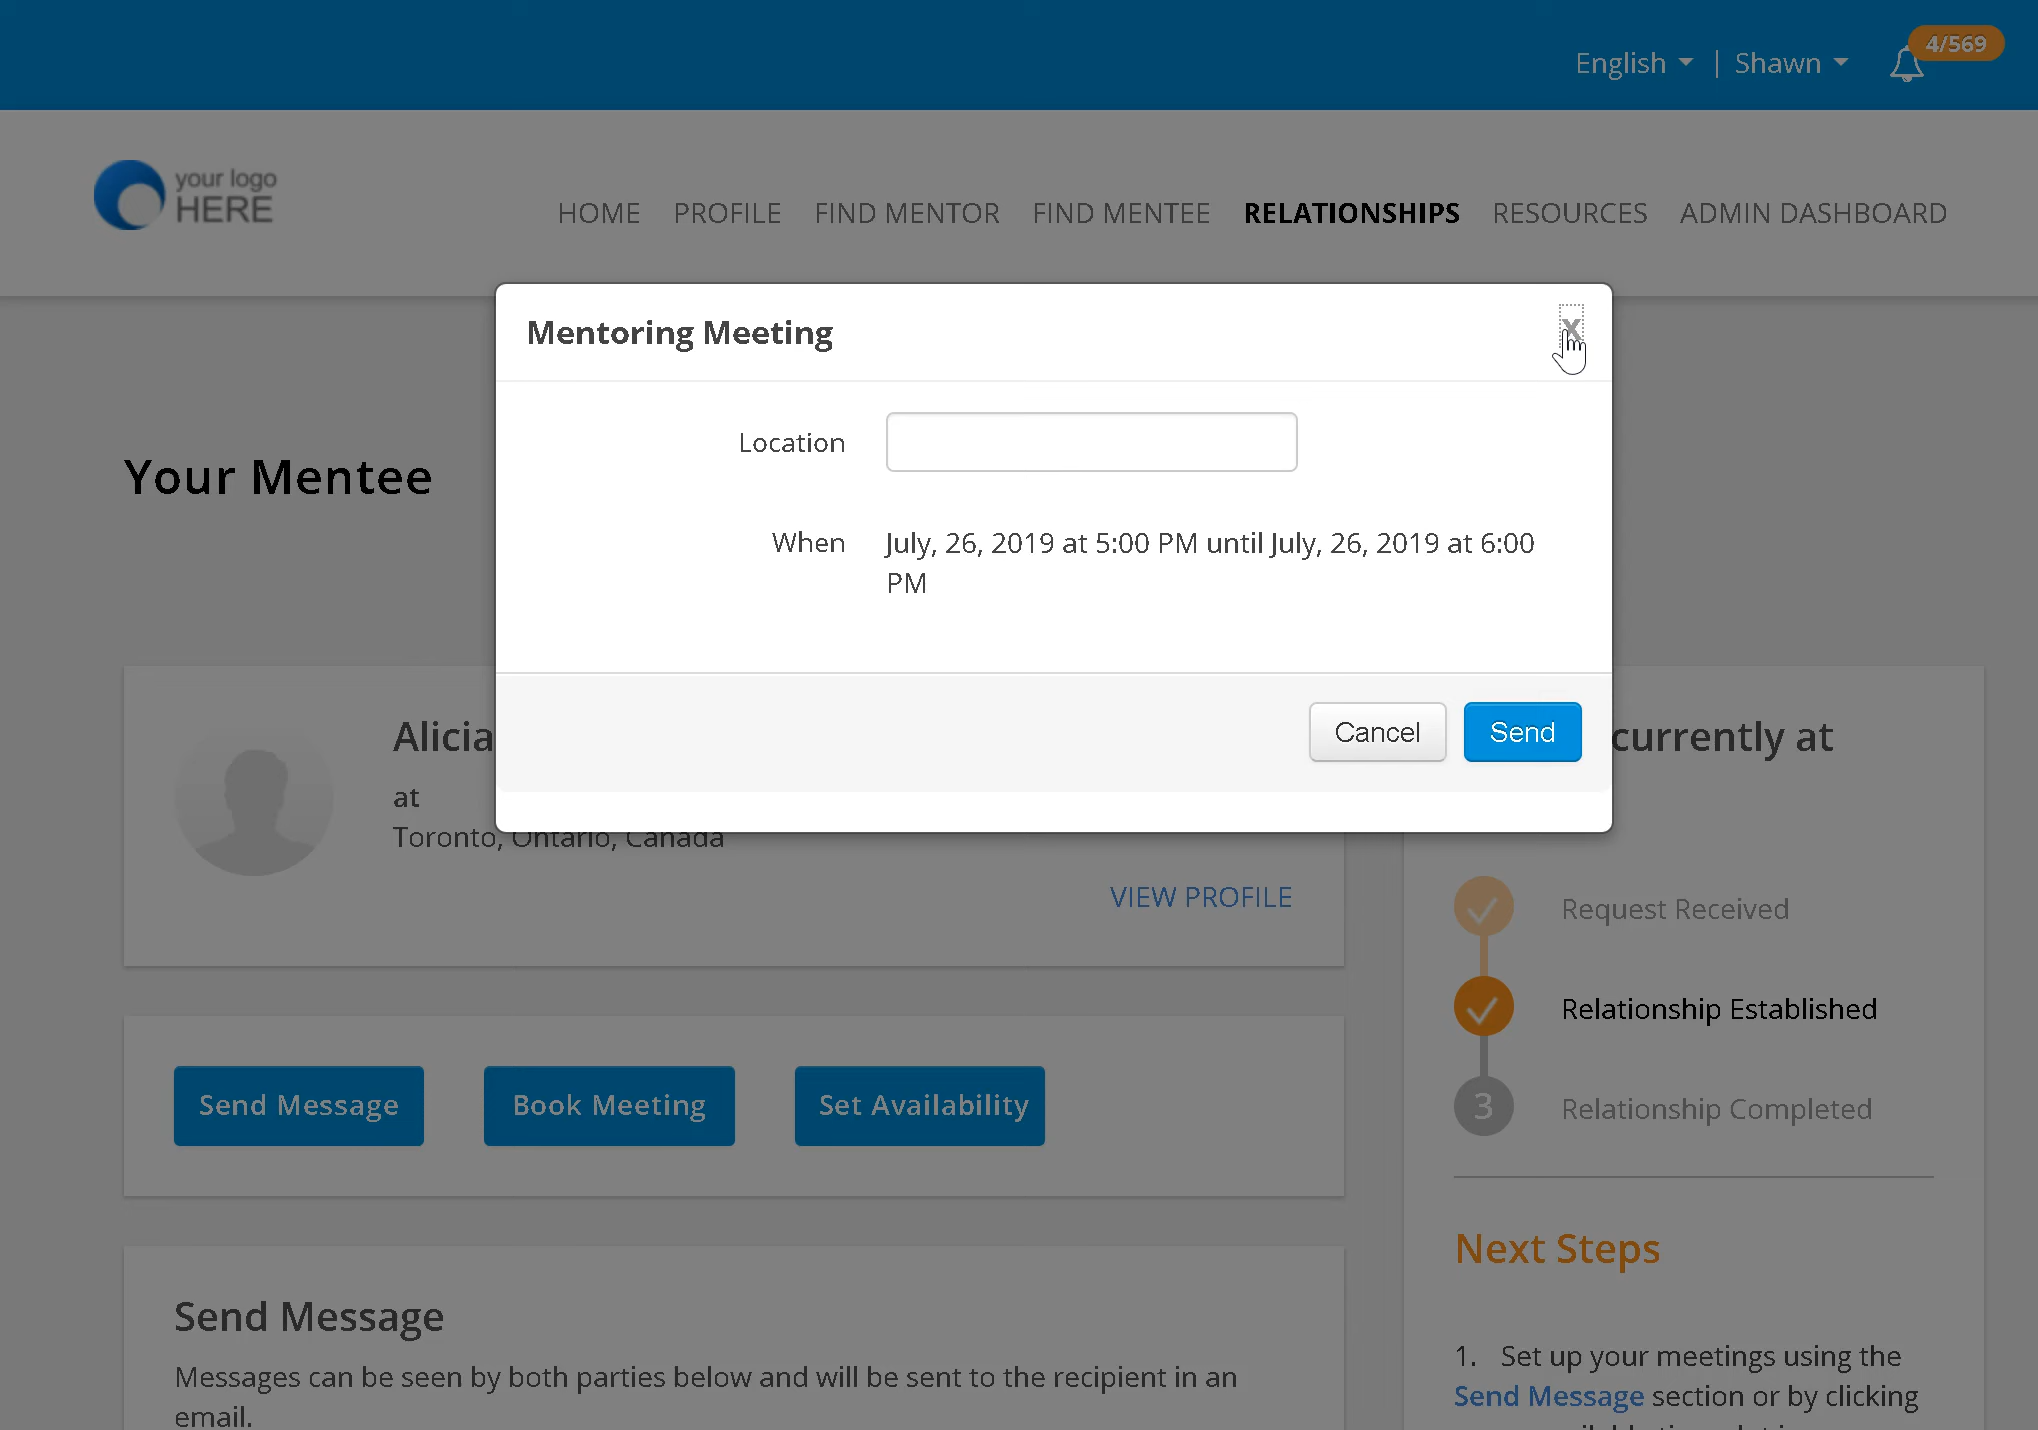 English | Shawn 4/569
your logo
HERE
HOME PROFILE FIND MENTOR FIND MENTEE RELATIONSHIPS RESOURCES ADMIN DASHBOARD
Mentoring Meeting x
Location
Your Mentee
When July, 26, 2019 at 5:00 PM until July, 26, 2019 at 6:00
PM
Cancel Send
Alicia
currently at
at
Toronto, Ontario, Canada
VIEW PROFILE
Request Received
Relationship Established
3 Relationship Completed
Send Message Book Meeting Set Availability
Next Steps
Send Message
Messages can be seen by both parties below and will be sent to the recipient in an
email.
1. Set up your meetings using the
Send Message section or by clicking